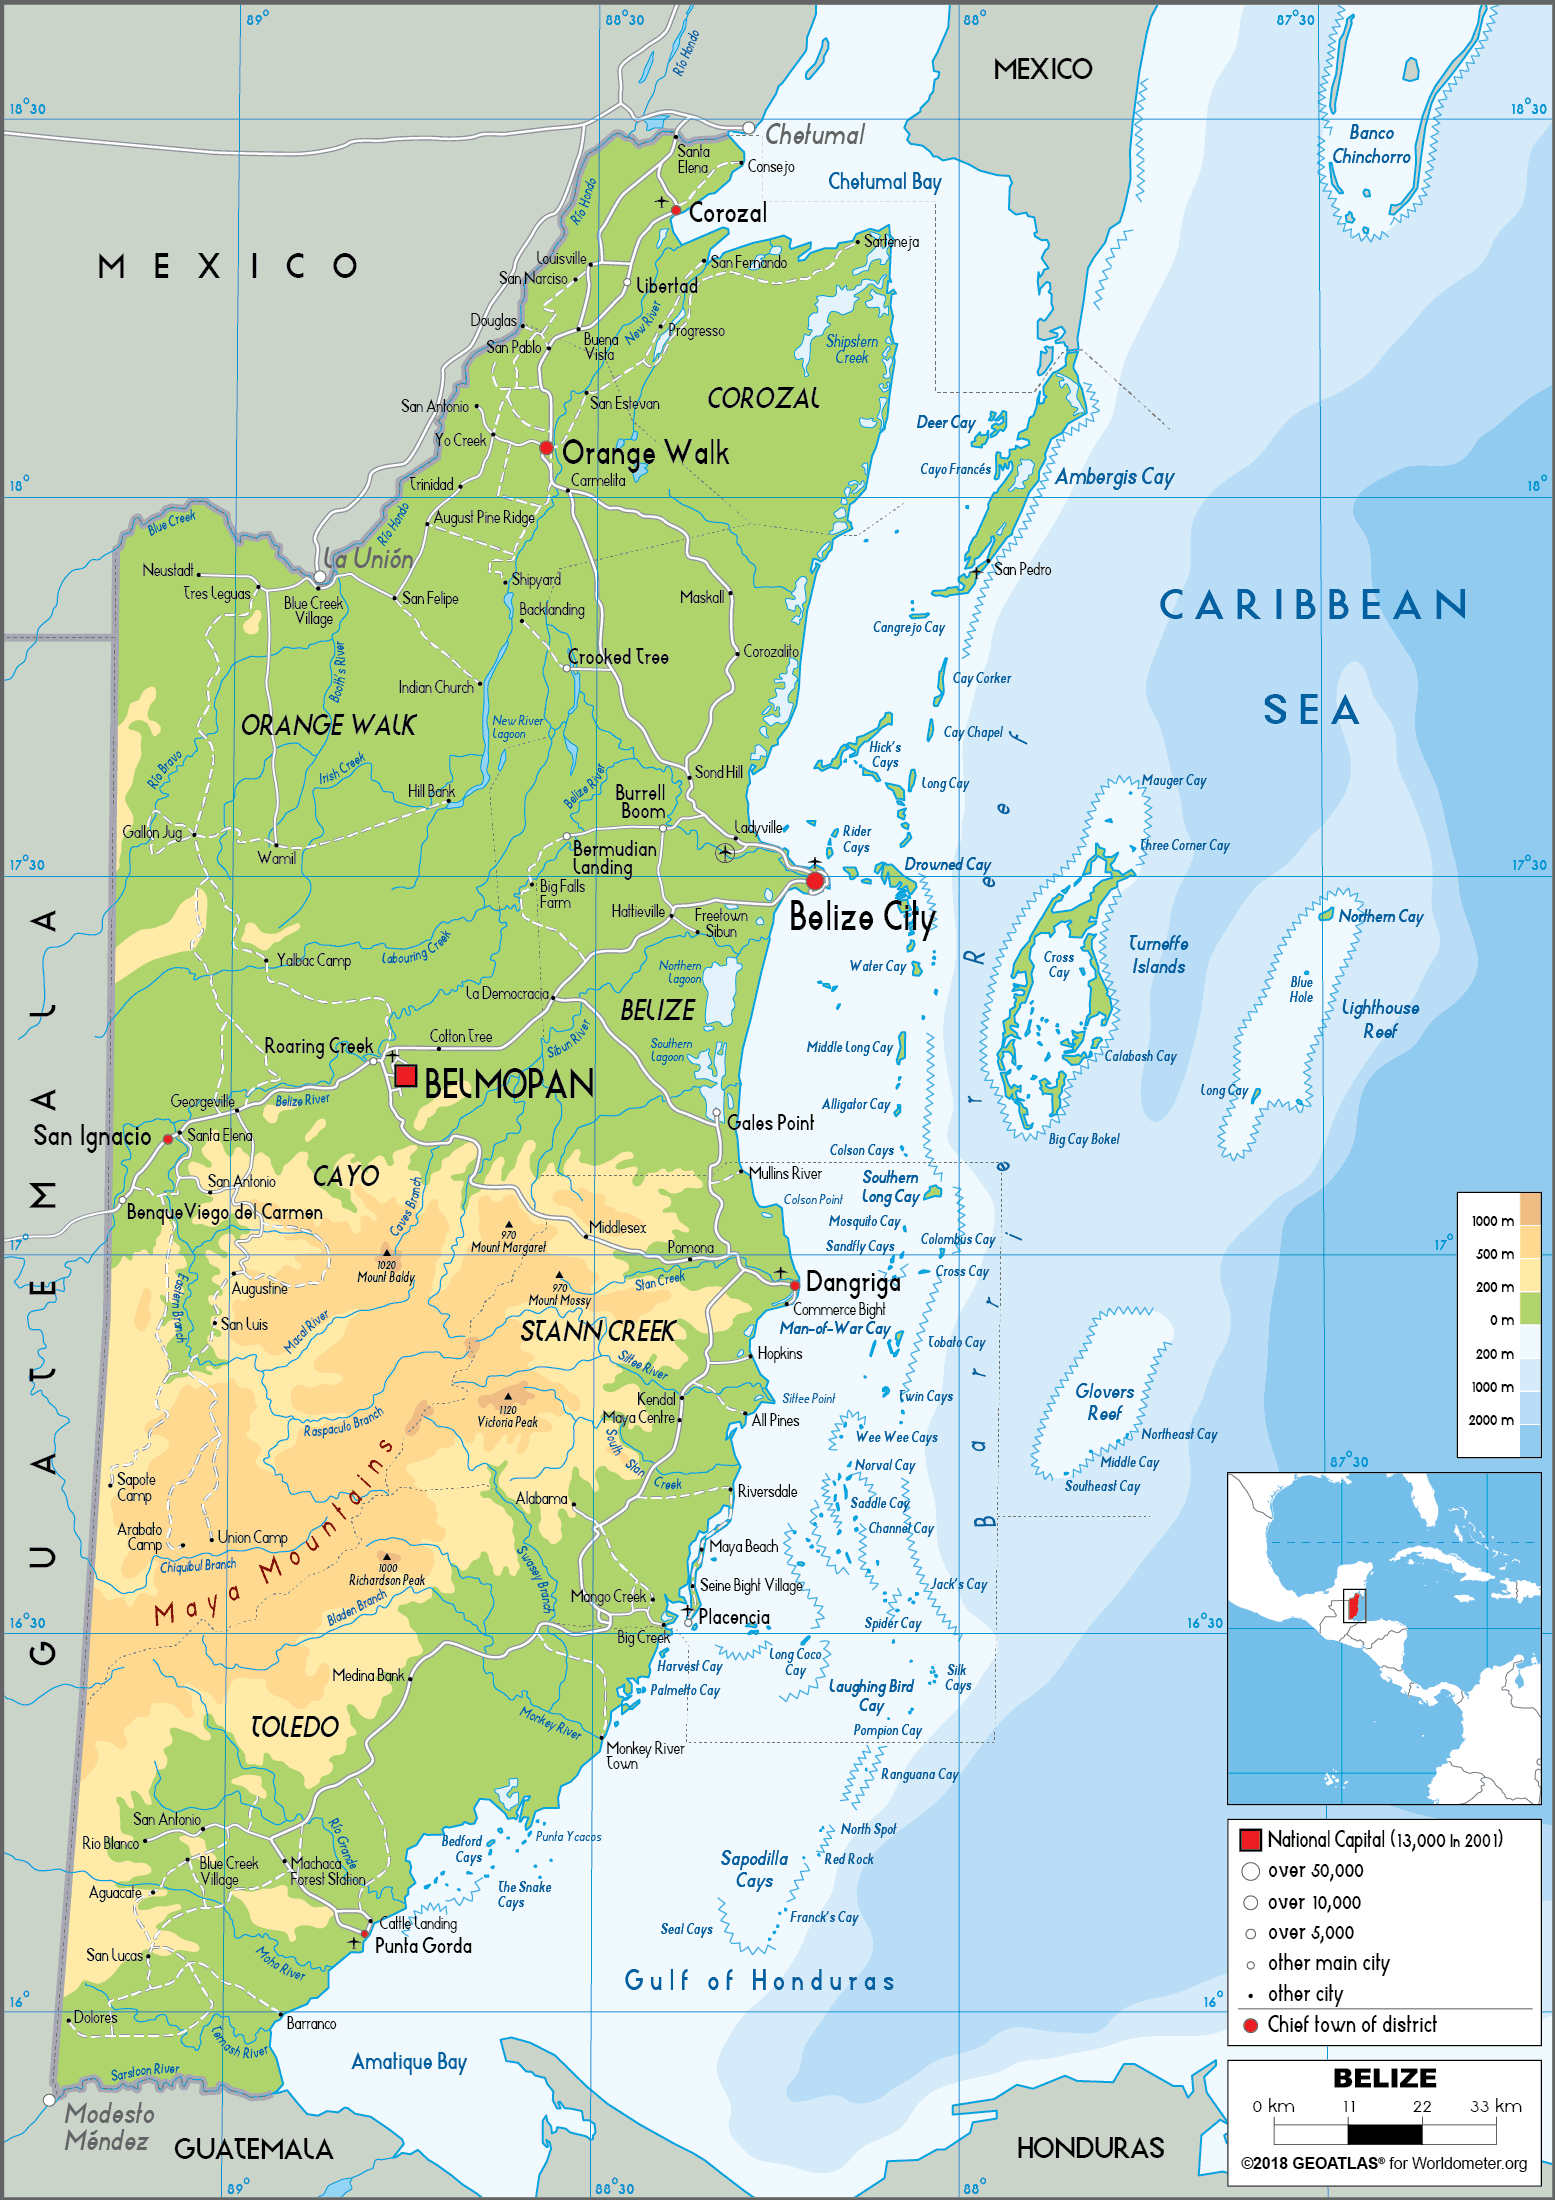 89°
88°30
88°
87°30
18°30
18°30
Río Hondo
MEXICO
Banco
Chinchorro
Chetumal
Santa
Elena
Consejo
Chetumal Bay
Río Hondo
Corozal
MEXICO
Sarteneja
Louisville
San Fernando
San Narciso
Libertad
Douglas
New River
Progresso
Buena
Vista
San Pablo
Shipstern
Creek
COROZAL
San Antonio
San Estevan
Deer Cay
Yo Creek
Orange Walk
Cayo Francés
Ambergis Cay
Trinidad
Carmelita
18°
18°
Blue Creek
Río Hondo
August Pine Ridge
La Unión
Neustadt
San Pedro
Tres Leguas
Blue Creek
Village
San Felipe
Shipyard
Backlanding
Maskall
CARIBBEAN
SEA
Cangrejo Cay
Crooked Tree
Corozalito
Booth's River
Indian Church
Cay Corker
ORANGE WALK
New River
Lagoon
Cay Chapel
Hick's
Cays
Río Bravo
Irish Creek
Sond Hill
Long Cay
Mauger Cay
Hill Bank
Belize River
Burrell
Boom
Gallon Jug
Ladyville
Rider
Cays
Three Corner Cay
Wamil
Bermudian
Landing
Drowned Cay
17°30
17°30
Big Falls
Farm
Belize City
Hattieville
Freetown
Sibun
Northern Cay
Labouring Creek
Yalbac Camp
Northern
Lagoon
Water Cay
Cross
Cay
Turneffe
Islands
Blue
Hole
Lighthouse
Reef
La Democracia
BELIZE
Roaring Creek
Cotton Tree
Sibun River
Southern
Lagoon
Middle Long Cay
Calabash Cay
BELMOPAN
Long Cay
Georgeville
Belize River
Alligator Cay
San Ignacio
Santa Elena
Gales Point
Big Cay Bokel
Colson Cays
CAYO
San Antonio
Mullins River
Southern
Long Cay
Colson Point
Caves Branch
Benque Viego del Carmen
Mosquito Cay
Middlesex
970
Mount Margaret
Colombus Cay
Sandfly Cays
Pomona
17°
17°
1020
Mount Baldy
Cross Cay
Augustine
970
Mount Mossy
Stan Creek
Dangriga
Commerce Bight
Eastern Branch
San Luis
Macal River
STANN CREEK
Man-of-War Cay
Tobato Cay
Hopkins
Sittee River
Kendal
Sittee Point
Twin Cays
Glovers
Reef
1120
Victoria Peak
Maya Centre
All Pines
Raspaculo Branch
Wee Wee Cays
Northeast Cay
Middle Cay
Southeast Cay
South Stan Creek
Norval Cay
Sapote
Camp
Alabama
Riversdale
Saddle Cay
Channel Cay
Arabato
Camp
Union Camp
Maya Beach
Chiquibul Branch
1000
Richardson Peak
Swasey Branch
Seine Bight Village
Jack's Cay
Maya Mountains
Bladen Branch
Mango Creek
Placencia
Spider Cay
16°30
16°30
Big Creek
Medina Bank
Harvest Cay
Long Coco
Cay
Silk
Cays
Palmetto Cay
Laughing Bird
Cay
TOLEDO
Monkey River
Pompion Cay
Monkey River
Town
Ranguana Cay
San Antonio
Rio Blanco
Río Grande
Bedford
Cays
Punta Ycacos
North Spot
Blue Creek
Village
Machaca
Forest Station
Sapodilla
Cays
Red Rock
Aguacate
The Snake
Cays
Cattle Landing
Franck's Cay
Seal Cays
San Lucas
Punta Gorda
Moho River
Gulf of Honduras
16°
Dolores
Barranco
Temash River
Amatique Bay
Sarstoon River
Modesto
Méndez
GUATEMALA
GUATEMALA
HONDURAS
Barrier Reef
89°
88°30
88°
1000 m
500 m
200 m
0 m
200 m
1000 m
2000 m
87°30
National Capital (13,000 In 2001)
over 50,000
over 10,000
over 5,000
other main city
other city
Chief town of district
BELIZE
0 km 11 22 33 km
©2018 GEOATLAS® for Worldometer.org